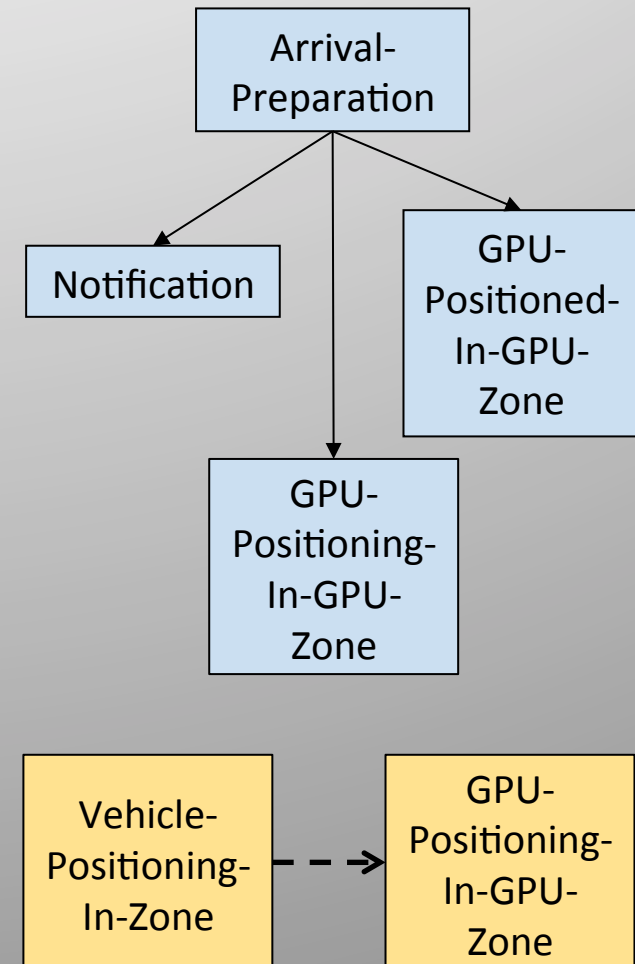 Arrival-
Preparation
Notification
GPU-
Positioned-
In-GPU-
Zone
GPU-
Positioning-
In-GPU-
Zone
Vehicle-
Positioning-
In-Zone
GPU-
Positioning-
In-GPU-
Zone